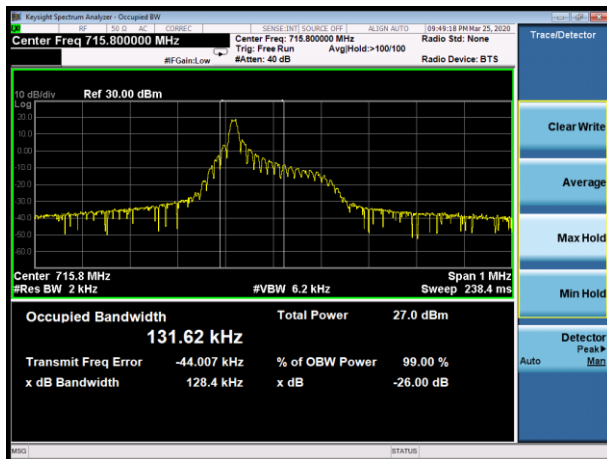 Keysight Spectrum Analyzer - Occupied BW
RF 50 Ω AC CORREC SENSE:INT SOURCE OFF ALIGN AUTO 09:49:18 PM Mar 25, 2020
Center Freq 715.800000 MHz Center Freq: 715.800000 MHz Radio Std: None Trace/Detector
Trig: Free Run Avg|Hold:>100/100
#IFGain:Low #Atten: 40 dB Radio Device: BTS
10 dB/div Ref 30.00 dBm
Log
20.0
10.0
0.00
-10.0
-20.0
-30.0
-40.0
-50.0
-60.0
Center 715.8 MHz Span 1 MHz
#Res BW 2 kHz #VBW 6.2 kHz Sweep 238.4 ms
Occupied Bandwidth Total Power 27.0 dBm
131.62 kHz
Transmit Freq Error -44.007 kHz % of OBW Power 99.00 %
x dB Bandwidth 128.4 kHz x dB -26.00 dB
Clear Write
Average
Max Hold
Min Hold
Detector
Peak▶
Auto Man
MSG STATUS